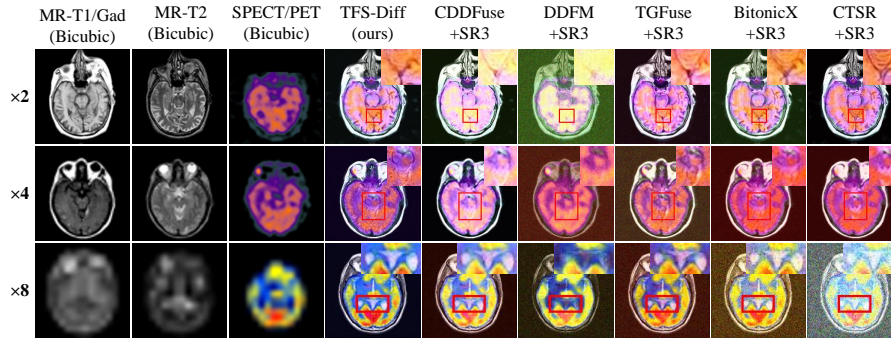 MR-T1/Gad MR-T2 SPECT/PET TFS-Diff CDDFuse DDFM TGFuse BitonicX CTSR
(Bicubic) (Bicubic) (Bicubic) (ours) +SR3 +SR3 +SR3 +SR3 +SR3
×2
×4
×8